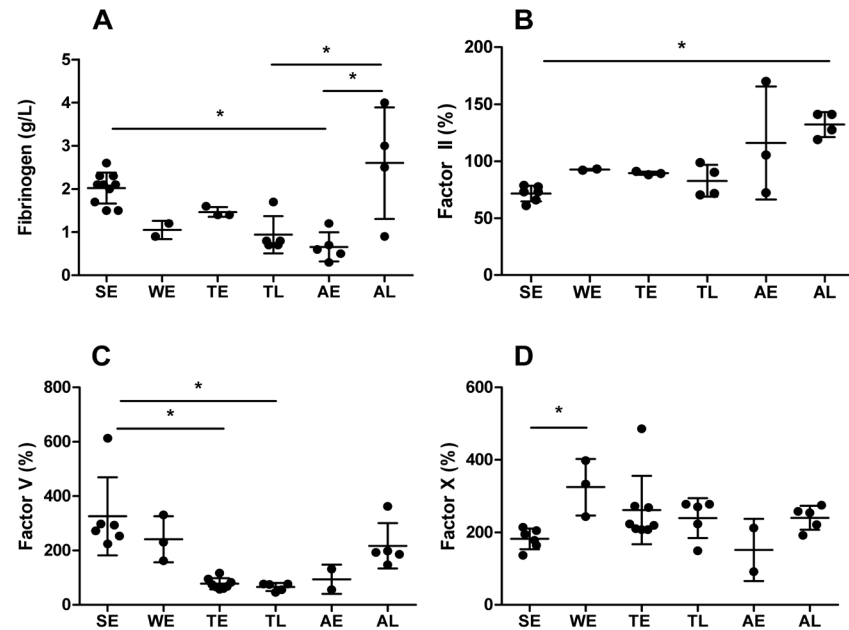 A
Fibrinogen (g/L)
5
4
3
2
1
0
*
*
*
SE WE TE TL AE AL
B
Factor II (%)
200
150
100
50
0
*
SE WE TE TL AE AL
C
Factor V (%)
800
600
400
200
0
*
*
SE WE TE TL AE AL
D
Factor X (%)
600
400
200
0
*
SE WE TE TL AE AL